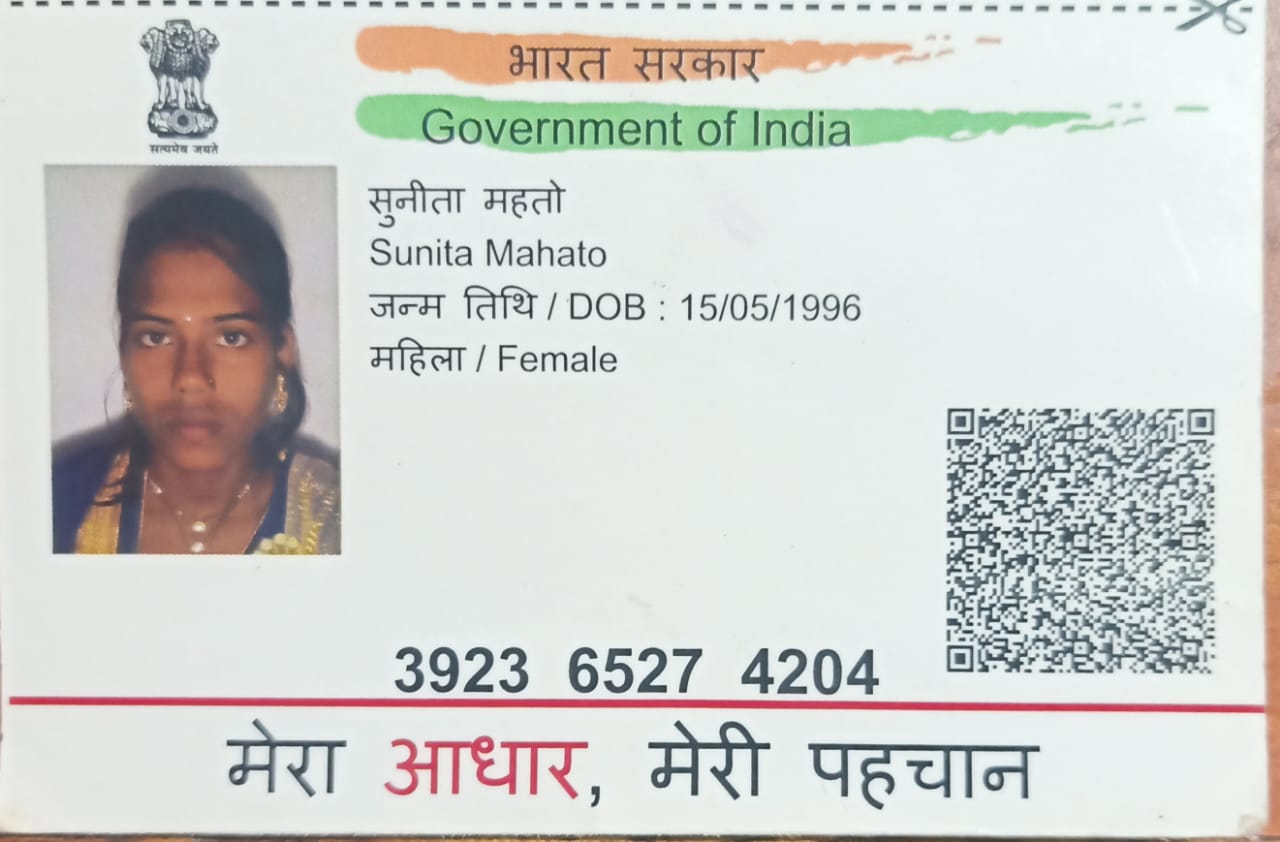 भारत सरकार
Government of India
सत्यमेव जयते
सुनीता महतो
Sunita Mahato
जन्म तिथि / DOB : 15/05/1996
महिला / Female
3923 6527 4204
मेरा आधार, मेरी पहचान